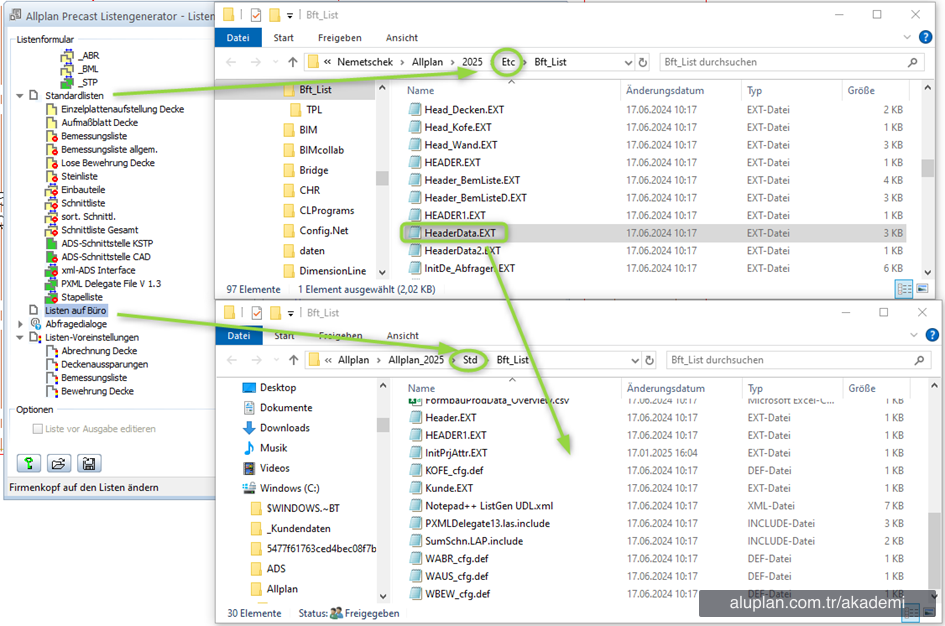 Allplan Precast Listengenerator - Listen
Listenformular
_ABR
_BML
_STP
Standardlisten
Einzelplattenaufstellung Decke
Aufmaßblatt Decke
Bemessungsliste
Bemessungsliste allgem.
Lose Bewehrung Decke
Steinliste
Einbauteile
Schnittliste
sort. Schnittl.
Schnittliste Gesamt
ADS-Schnittstelle KSTP
ADS-Schnittstelle CAD
xml-ADS Interface
PXML Delegate File V 1.3
Stapelliste
Listen auf Büro
Abfragedialoge
Listen-Voreinstellungen
Abrechnung Decke
Deckenaussparungen
Bemessungsliste
Bewehrung Decke
Optionen
Liste vor Ausgabe editieren
Firmenkopf auf den Listen ändern
Bft_List
Datei Start Freigeben Ansicht
« Nemetschek > Allplan > 2025 > Etc > Bft_List
Bft_List durchsuchen
Bft_List
TPL
BIM
BIMcollab
Bridge
CHR
CLPrograms
Config.Net
daten
DimensionLine
Name Änderungsdatum Typ Größe
Head_Decken.EXT 17.06.2024 10:17 EXT-Datei 2 KB
Head_Kofe.EXT 17.06.2024 10:17 EXT-Datei 1 KB
Head_Wand.EXT 17.06.2024 10:17 EXT-Datei 3 KB
HEADER.EXT 17.06.2024 10:17 EXT-Datei 1 KB
Header_BemListe.EXT 17.06.2024 10:17 EXT-Datei 4 KB
Header_BemListeD.EXT 17.06.2024 10:17 EXT-Datei 3 KB
HEADER1.EXT 17.06.2024 10:17 EXT-Datei 1 KB
HeaderData.EXT 17.06.2024 10:17 EXT-Datei 3 KB
HeaderData2.EXT 17.06.2024 10:17 EXT-Datei 1 KB
InitDe_Abfragen.EXT 17.06.2024 10:17 EXT-Datei 6 KB
97 Elemente 1 Element ausgewählt (2,02 KB)
Bft_List
Datei Start Freigeben Ansicht
« Allplan > Allplan_2025 > Std > Bft_List
Bft_List durchsuchen
Desktop
Dokumente
Downloads
Musik
Videos
Windows (C:)
$WINDOWS.~BT
_Kundendaten
5477f61763ced4bec08f7b
ADS
Allplan
Name Änderungsdatum Typ Größe
FormbauProdData_Overview.csv 17.06.2024 10:17 Microsoft Excel-C... 1 KB
Header.EXT 17.06.2024 10:17 EXT-Datei 1 KB
HEADER1.EXT 17.06.2024 10:17 EXT-Datei 1 KB
InitPrjAttr.EXT 17.01.2025 16:04 EXT-Datei 1 KB
KOFE_cfg.def 17.06.2024 10:17 DEF-Datei 1 KB
Kunde.EXT 17.06.2024 10:17 EXT-Datei 1 KB
Notepad++ ListGen UDL.xml 17.06.2024 10:17 XML-Datei 7 KB
PXMLDelegate13.las.include 17.06.2024 10:17 INCLUDE-Datei 3 KB
SumSchn.LAP.include 17.06.2024 10:17 INCLUDE-Datei 2 KB
WABR_cfg.def 17.06.2024 10:17 DEF-Datei 1 KB
WAUS_cfg.def 17.06.2024 10:17 DEF-Datei 1 KB
WBEW_cfg.def 17.06.2024 10:17 DEF-Datei 1 KB
30 Elemente Status: Freigegeben
aluplan.com.tr/akademi